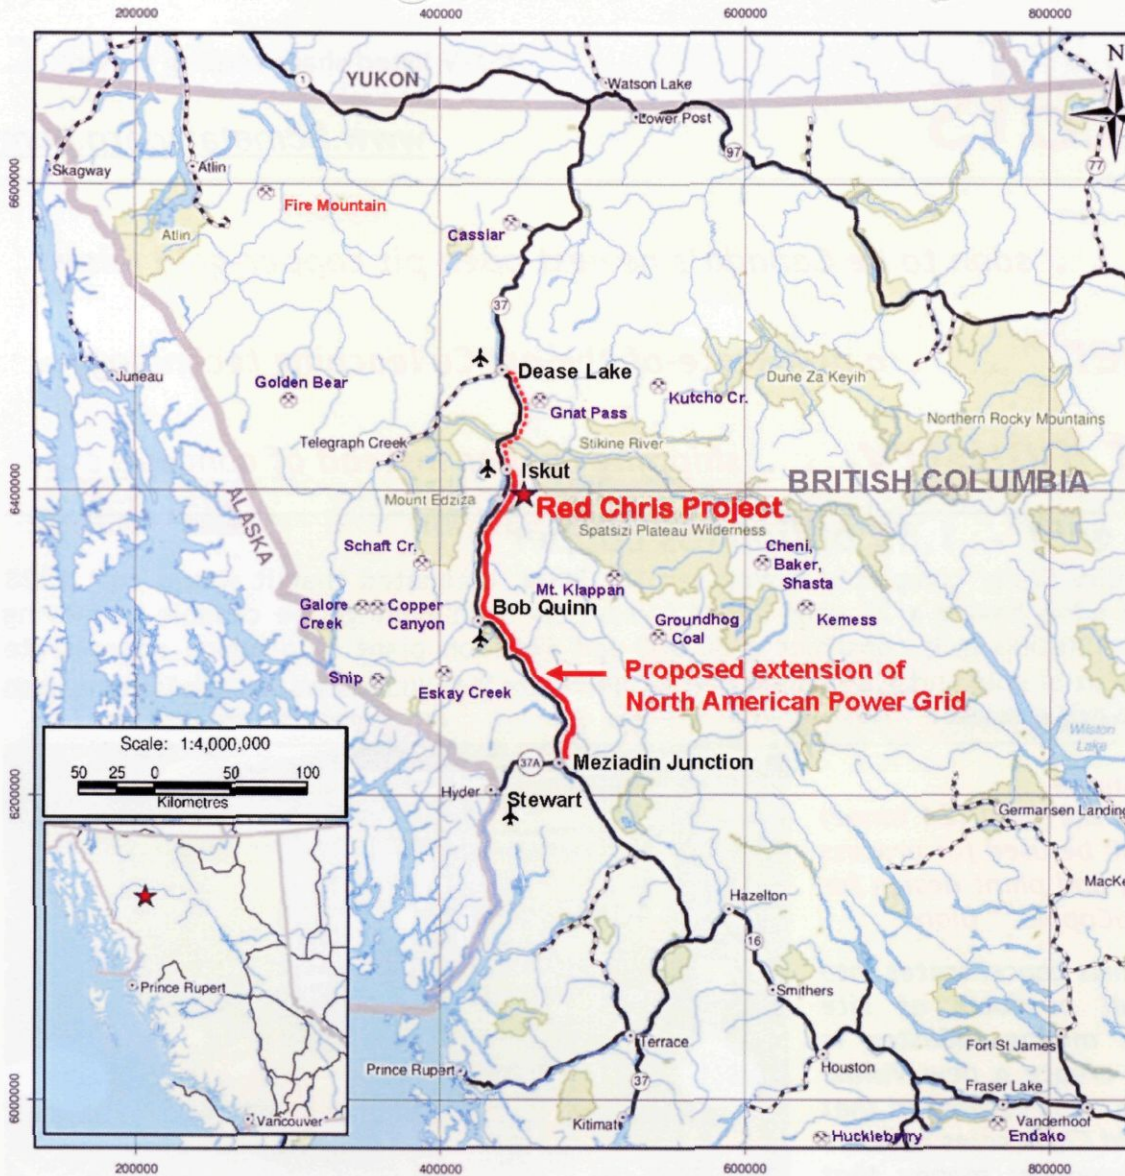 200000
400000
600000
800000
N
YUKON
1
Watson Lake
Lower Post
97
77
Skagway
Atlin
6600000
Fire Mountain
Atlin
Cassiar
37
Juneau
Golden Bear
Dease Lake
Dune Za Keyih
Kutcho Cr.
Gnat Pass
Northern Rocky Mountains
Telegraph Creek
Stikine River
Iskut
BRITISH COLUMBIA
6400000
ALASKA
Mount Edziza
Red Chris Project
Spatsizi Plateau Wilderness
Schaft Cr.
Cheni,
Baker,
Shasta
Mt. Klappan
Galore
Creek
Copper
Canyon
Bob Quinn
Groundhog
Coal
Kemess
Snip
Eskay Creek
Proposed extension of
North American Power Grid
Williston
Lake
Scale: 1:4,000,000
50 25 0 50 100
Kilometres
37A
Meziadin Junction
Hyder
Stewart
6200000
Germansen Landing
MacKe
Hazelton
16
Smithers
Prince Rupert
Terrace
Prince Rupert
Houston
Fort St James
37
Fraser Lake
6000000
Vancouver
Kitimat
Vanderhoof
Huckleberry
Endako
200000
400000
600000
800000